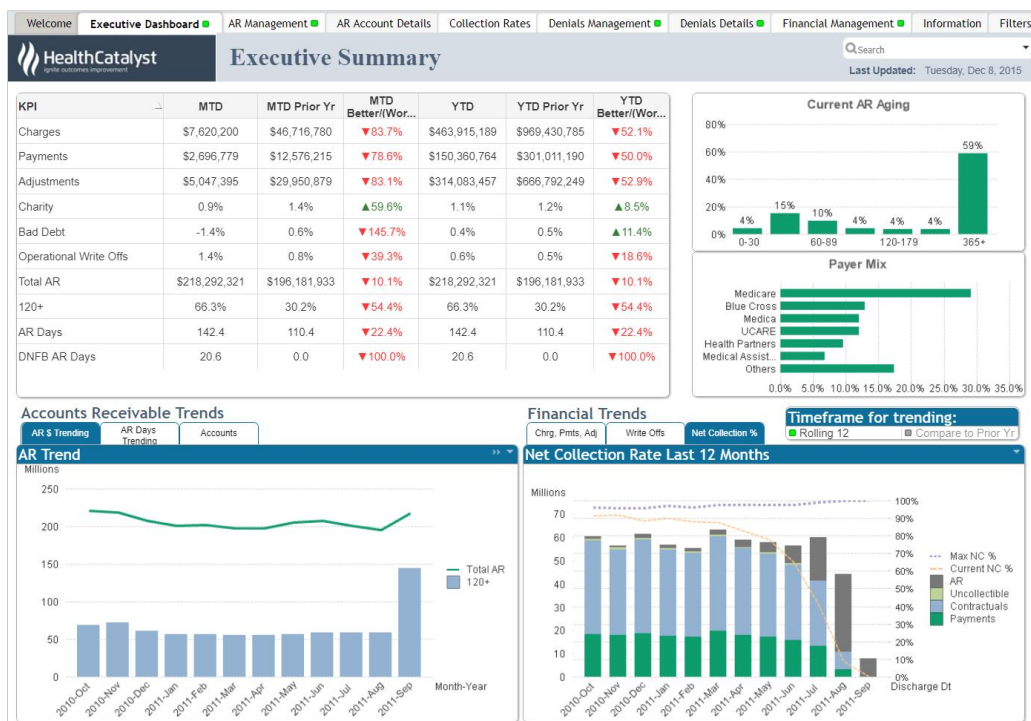 Welcome Executive Dashboard AR Management AR Account Details Collection Rates Denials Management Denials Details Financial Management Information Filters
HealthCatalyst
ignite outcomes improvement
Executive Summary
Search
Last Updated: Tuesday, Dec 8, 2015
KPI MTD MTD Prior Yr MTD Better/(Wor... YTD YTD Prior Yr YTD Better/(Wor...
Charges $7,620,200 $46,716,780 ▼83.7% $463,915,189 $969,430,785 ▼52.1%
Payments $2,696,779 $12,576,215 ▼78.6% $150,360,764 $301,011,190 ▼50.0%
Adjustments $5,047,395 $29,950,879 ▼83.1% $314,083,457 $666,792,249 ▼52.9%
Charity 0.9% 1.4% ▲59.6% 1.1% 1.2% ▲8.5%
Bad Debt -1.4% 0.6% ▼145.7% 0.4% 0.5% ▲11.4%
Operational Write Offs 1.4% 0.8% ▼39.3% 0.6% 0.5% ▼18.6%
Total AR $218,292,321 $196,181,933 ▼10.1% $218,292,321 $196,181,933 ▼10.1%
120+ 66.3% 30.2% ▼54.4% 66.3% 30.2% ▼54.4%
AR Days 142.4 110.4 ▼22.4% 142.4 110.4 ▼22.4%
DNFB AR Days 20.6 0.0 ▼100.0% 20.6 0.0 ▼100.0%
Current AR Aging
80%
60%
40%
20%
0%
4% 15% 10% 4% 4% 4% 59%
0-30 60-89 120-179 365+
Payer Mix
Medicare
Blue Cross
Medica
UCARE
Health Partners
Medical Assist...
Others
0.0% 5.0% 10.0% 15.0% 20.0% 25.0% 30.0% 35.0%
Accounts Receivable Trends
AR $ Trending AR Days Trending Accounts
AR Trend
Millions
250
200
150
100
50
0
2010-Oct 2010-Nov 2010-Dec 2011-Jan 2011-Feb 2011-Mar 2011-Apr 2011-May 2011-Jun 2011-Jul 2011-Aug 2011-Sep
Month-Year
Total AR
120+
Financial Trends
Chrg, Pmts, Adj Write Offs Net Collection %
Timeframe for trending:
Rolling 12 Compare to Prior Yr
Net Collection Rate Last 12 Months
Millions
70
60
50
40
30
20
10
0
100%
90%
80%
70%
60%
50%
40%
30%
20%
10%
0%
2010-Oct 2010-Nov 2010-Dec 2011-Jan 2011-Feb 2011-Mar 2011-Apr 2011-May 2011-Jun 2011-Jul 2011-Aug 2011-Sep
Discharge Dt
Max NC %
Current NC %
AR
Uncollectible
Contractuals
Payments